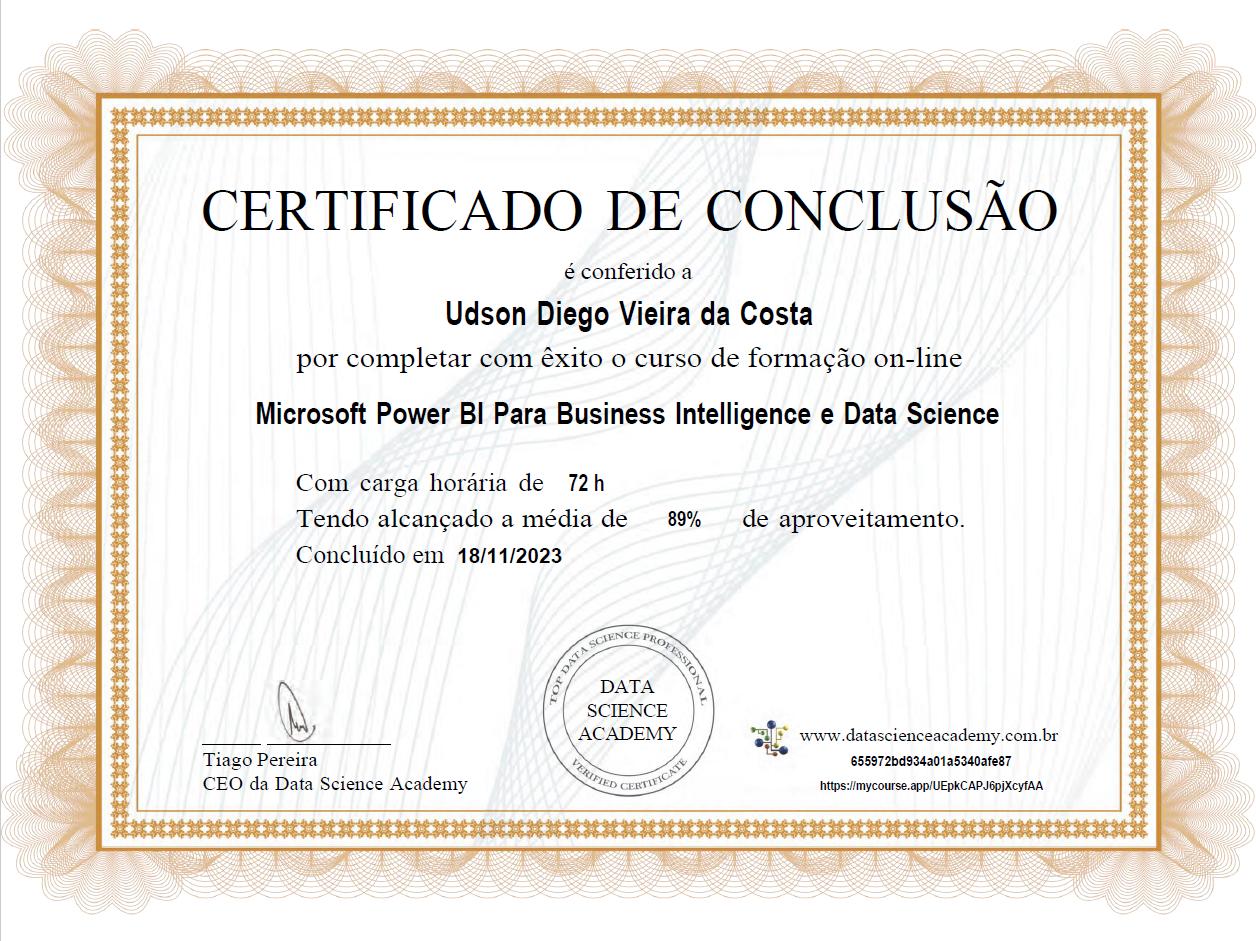 CERTIFICADO DE CONCLUSÃO
é conferido a
Udson Diego Vieira da Costa
por completar com êxito o curso de formação on-line
Microsoft Power BI Para Business Intelligence e Data Science
Com carga horária de 72 h
Tendo alcançado a média de 89% de aproveitamento.
Concluído em 18/11/2023
TOP DATA SCIENCE PROFESSIONAL
DATA
SCIENCE
ACADEMY
VERIFIED CERTIFICATE
Tiago Pereira
CEO da Data Science Academy
www.datascienceacademy.com.br
655972bd934a01a5340afe87
https://mycourse.app/UEpkCAPJ6pjXcyfAA